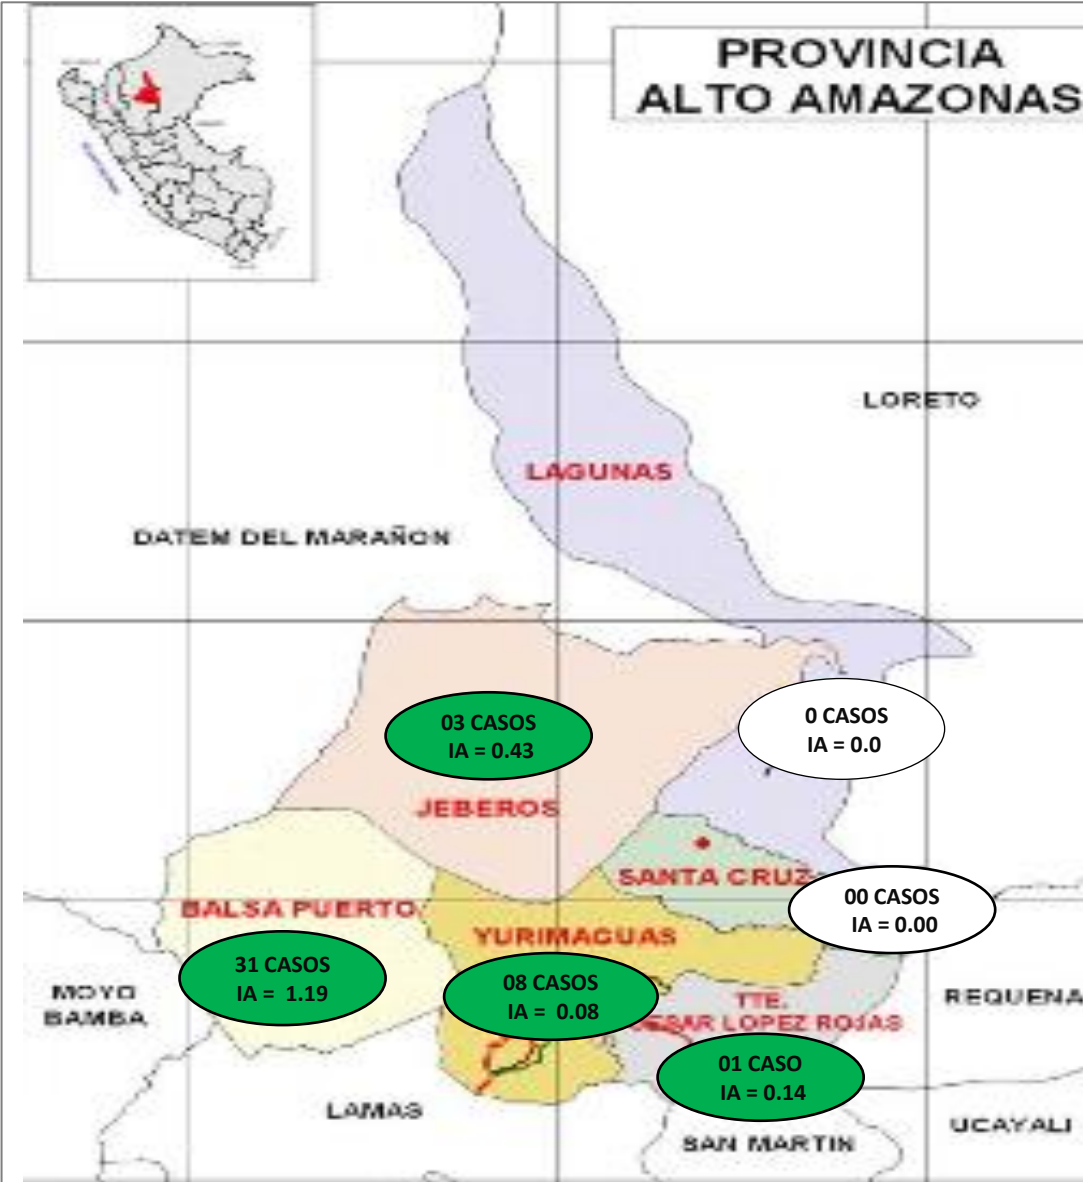 PROVINCIA
ALTO AMAZONAS
LORETO
LAGUNAS
DATEM DEL MARAÑON
03 CASOS
IA = 0.43
0 CASOS
IA = 0.0
JEBEROS
SANTA CRUZ
00 CASOS
IA = 0.00
BALSA PUERTO
YURIMAGUAS
31 CASOS
IA = 1.19
08 CASOS
IA = 0.08
MOYO
BAMBA
TTE.
ESAR LOPEZ ROJAS
REQUENA
01 CASO
IA = 0.14
LAMAS
SAN MARTIN
UCAYALI